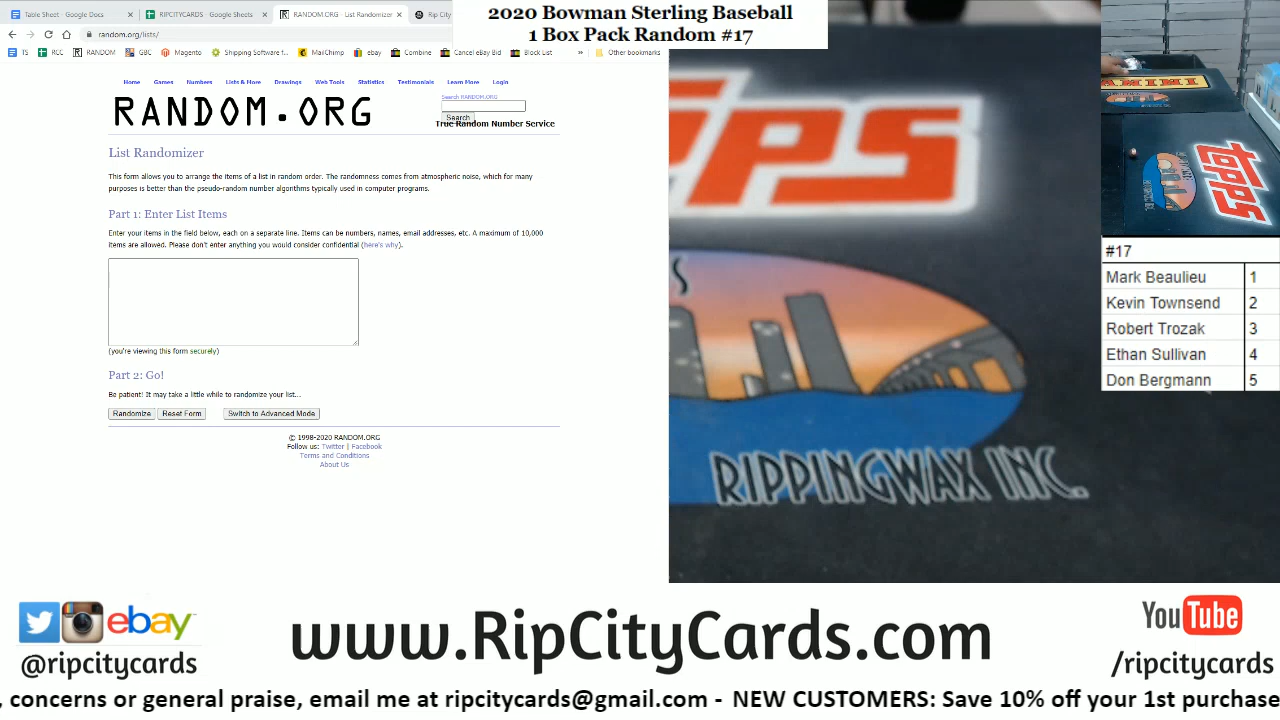 Table Sheet - Google Docs
RIPCITYCARDS - Google Sheets
RANDOM.ORG - List Randomizer
Rip City
random.org/lists/
TS
RCC
RANDOM
GBC
Magento
Shipping Software f...
MailChimp
ebay
Combine
Cancel eBay Bid
Block List
»
Other bookmarks
2020 Bowman Sterling Baseball
1 Box Pack Random #17
Home Games Numbers Lists & More Drawings Web Tools Statistics Testimonials Learn More Login
RANDOM.ORG
Search RANDOM.ORG
Search
True Random Number Service
List Randomizer
This form allows you to arrange the items of a list in random order. The randomness comes from atmospheric noise, which for many
purposes is better than the pseudo-random number algorithms typically used in computer programs.
Part 1: Enter List Items
Enter your items in the field below, each on a separate line. Items can be numbers, names, email addresses, etc. A maximum of 10,000
items are allowed. Please don't enter anything you would consider confidential (here's why).
(you're viewing this form securely)
Part 2: Go!
Be patient! It may take a little while to randomize your list...
Randomize Reset Form Switch to Advanced Mode
© 1998-2020 RANDOM.ORG
Follow us: Twitter | Facebook
Terms and Conditions
About Us
PPS
RIPPINGWAX INC.
TOPPS
#17
Mark Beaulieu 1
Kevin Townsend 2
Robert Trozak 3
Ethan Sullivan 4
Don Bergmann 5
ebay
@ripcitycards
www.RipCityCards.com
YouTube
/ripcitycards
, concerns or general praise, email me at ripcitycards@gmail.com - NEW CUSTOMERS: Save 10% off your 1st purchase